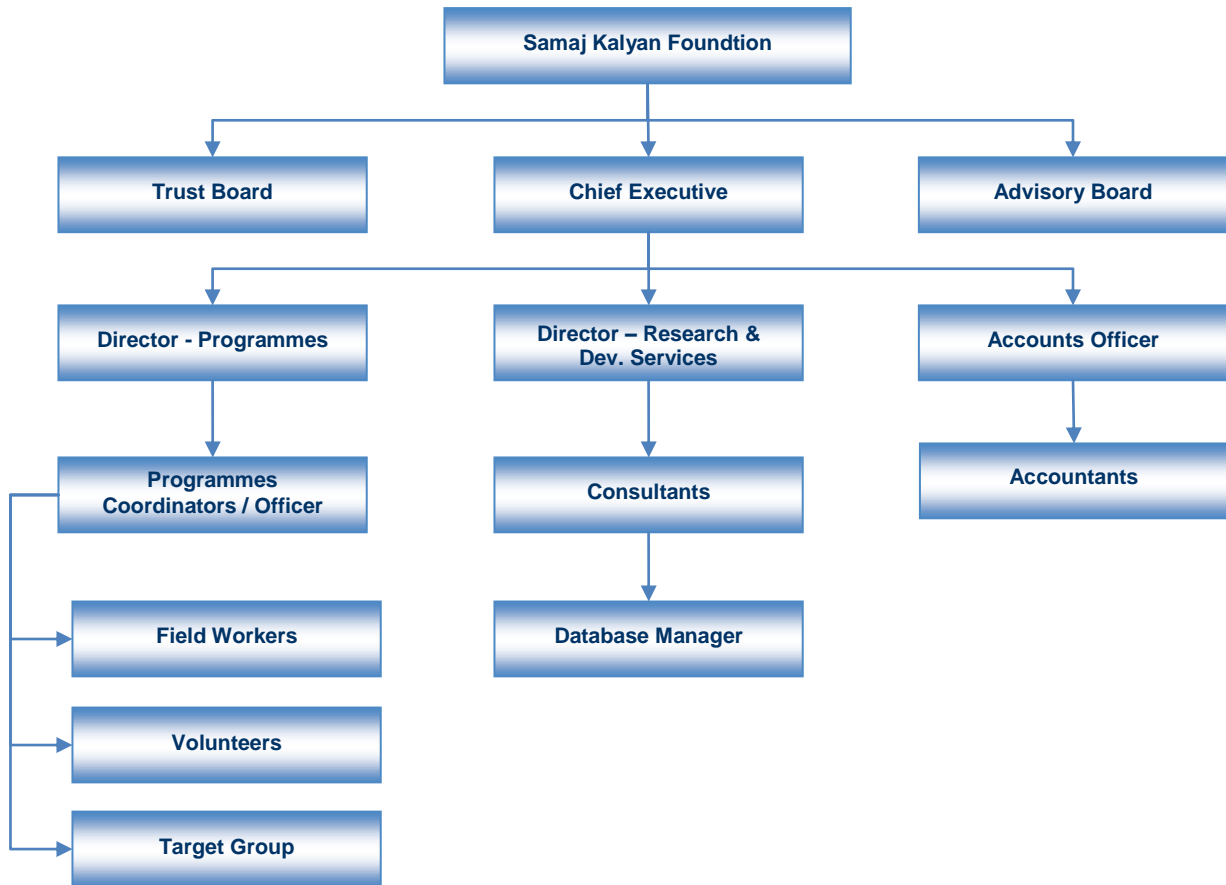 Samaj Kalyan Foundtion
Trust Board
Chief Executive
Advisory Board
Director - Programmes
Director – Research &
Dev. Services
Accounts Officer
Programmes
Coordinators / Officer
Consultants
Accountants
Field Workers
Database Manager
Volunteers
Target Group